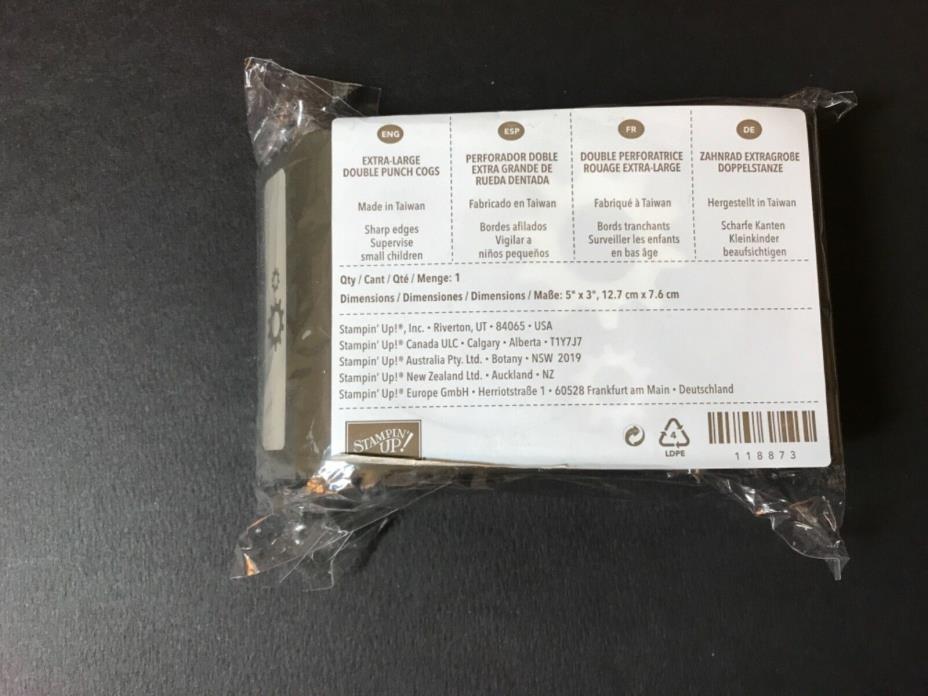 ENG
EXTRA-LARGE
DOUBLE PUNCH COGS
Made in Taiwan
Sharp edges
Supervise
small children
ESP
PERFORADOR DOBLE
EXTRA GRANDE DE
RUEDA DENTADA
Fabricado en Taiwan
Bordes afilados
Vigilar a
niños pequeños
FR
DOUBLE PERFORATRICE
ROUAGE EXTRA-LARGE
Fabriqué à Taiwan
Bords tranchants
Surveiller les enfants
en bas âge
DE
ZAHNRAD EXTRAGROßE
DOPPELSTANZE
Hergestellt in Taiwan
Scharfe Kanten
Kleinkinder
beaufsichtigen
Qty / Cant / Qté / Menge: 1
Dimensions / Dimensiones / Dimensions / Maße: 5" x 3", 12.7 cm x 7.6 cm
Stampin' Up!®, Inc. • Riverton, UT • 84065 • USA
Stampin' Up!® Canada ULC • Calgary • Alberta • T1Y7J7
Stampin' Up!® Australia Pty. Ltd. • Botany • NSW 2019
Stampin' Up!® New Zealand Ltd. • Auckland • NZ
Stampin' Up!® Europe GmbH • Herriotstraße 1 • 60528 Frankfurt am Main • Deutschland
STAMPIN'
UP!
4
LDPE
118873